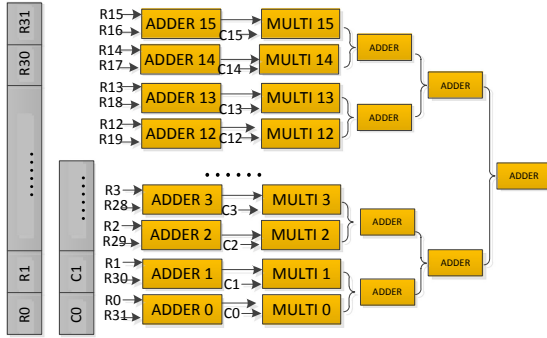 R31
R30
......
R1
R0
......
C1
C0
R15
R16
ADDER 15
C15
MULTI 15
R14
R17
ADDER 14
C14
MULTI 14
ADDER
R13
R18
ADDER 13
C13
MULTI 13
R12
R19
ADDER 12
C12
MULTI 12
ADDER
ADDER
......
R3
R28
ADDER 3
C3
MULTI 3
R2
R29
ADDER 2
C2
MULTI 2
ADDER
R1
R30
ADDER 1
C1
MULTI 1
R0
R31
ADDER 0
C0
MULTI 0
ADDER
ADDER
ADDER